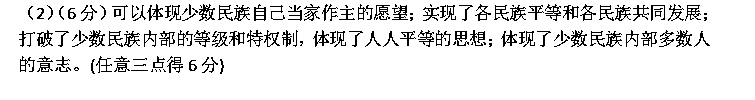 （2）（6 分）可以体现少数民族自己当家作主的愿望；实现了各民族平等和各民族共同发展；
打破了少数民族内部的等级和特权制，体现了人人平等的思想；体现了少数民族内部多数人
的意志。(任意三点得 6 分)